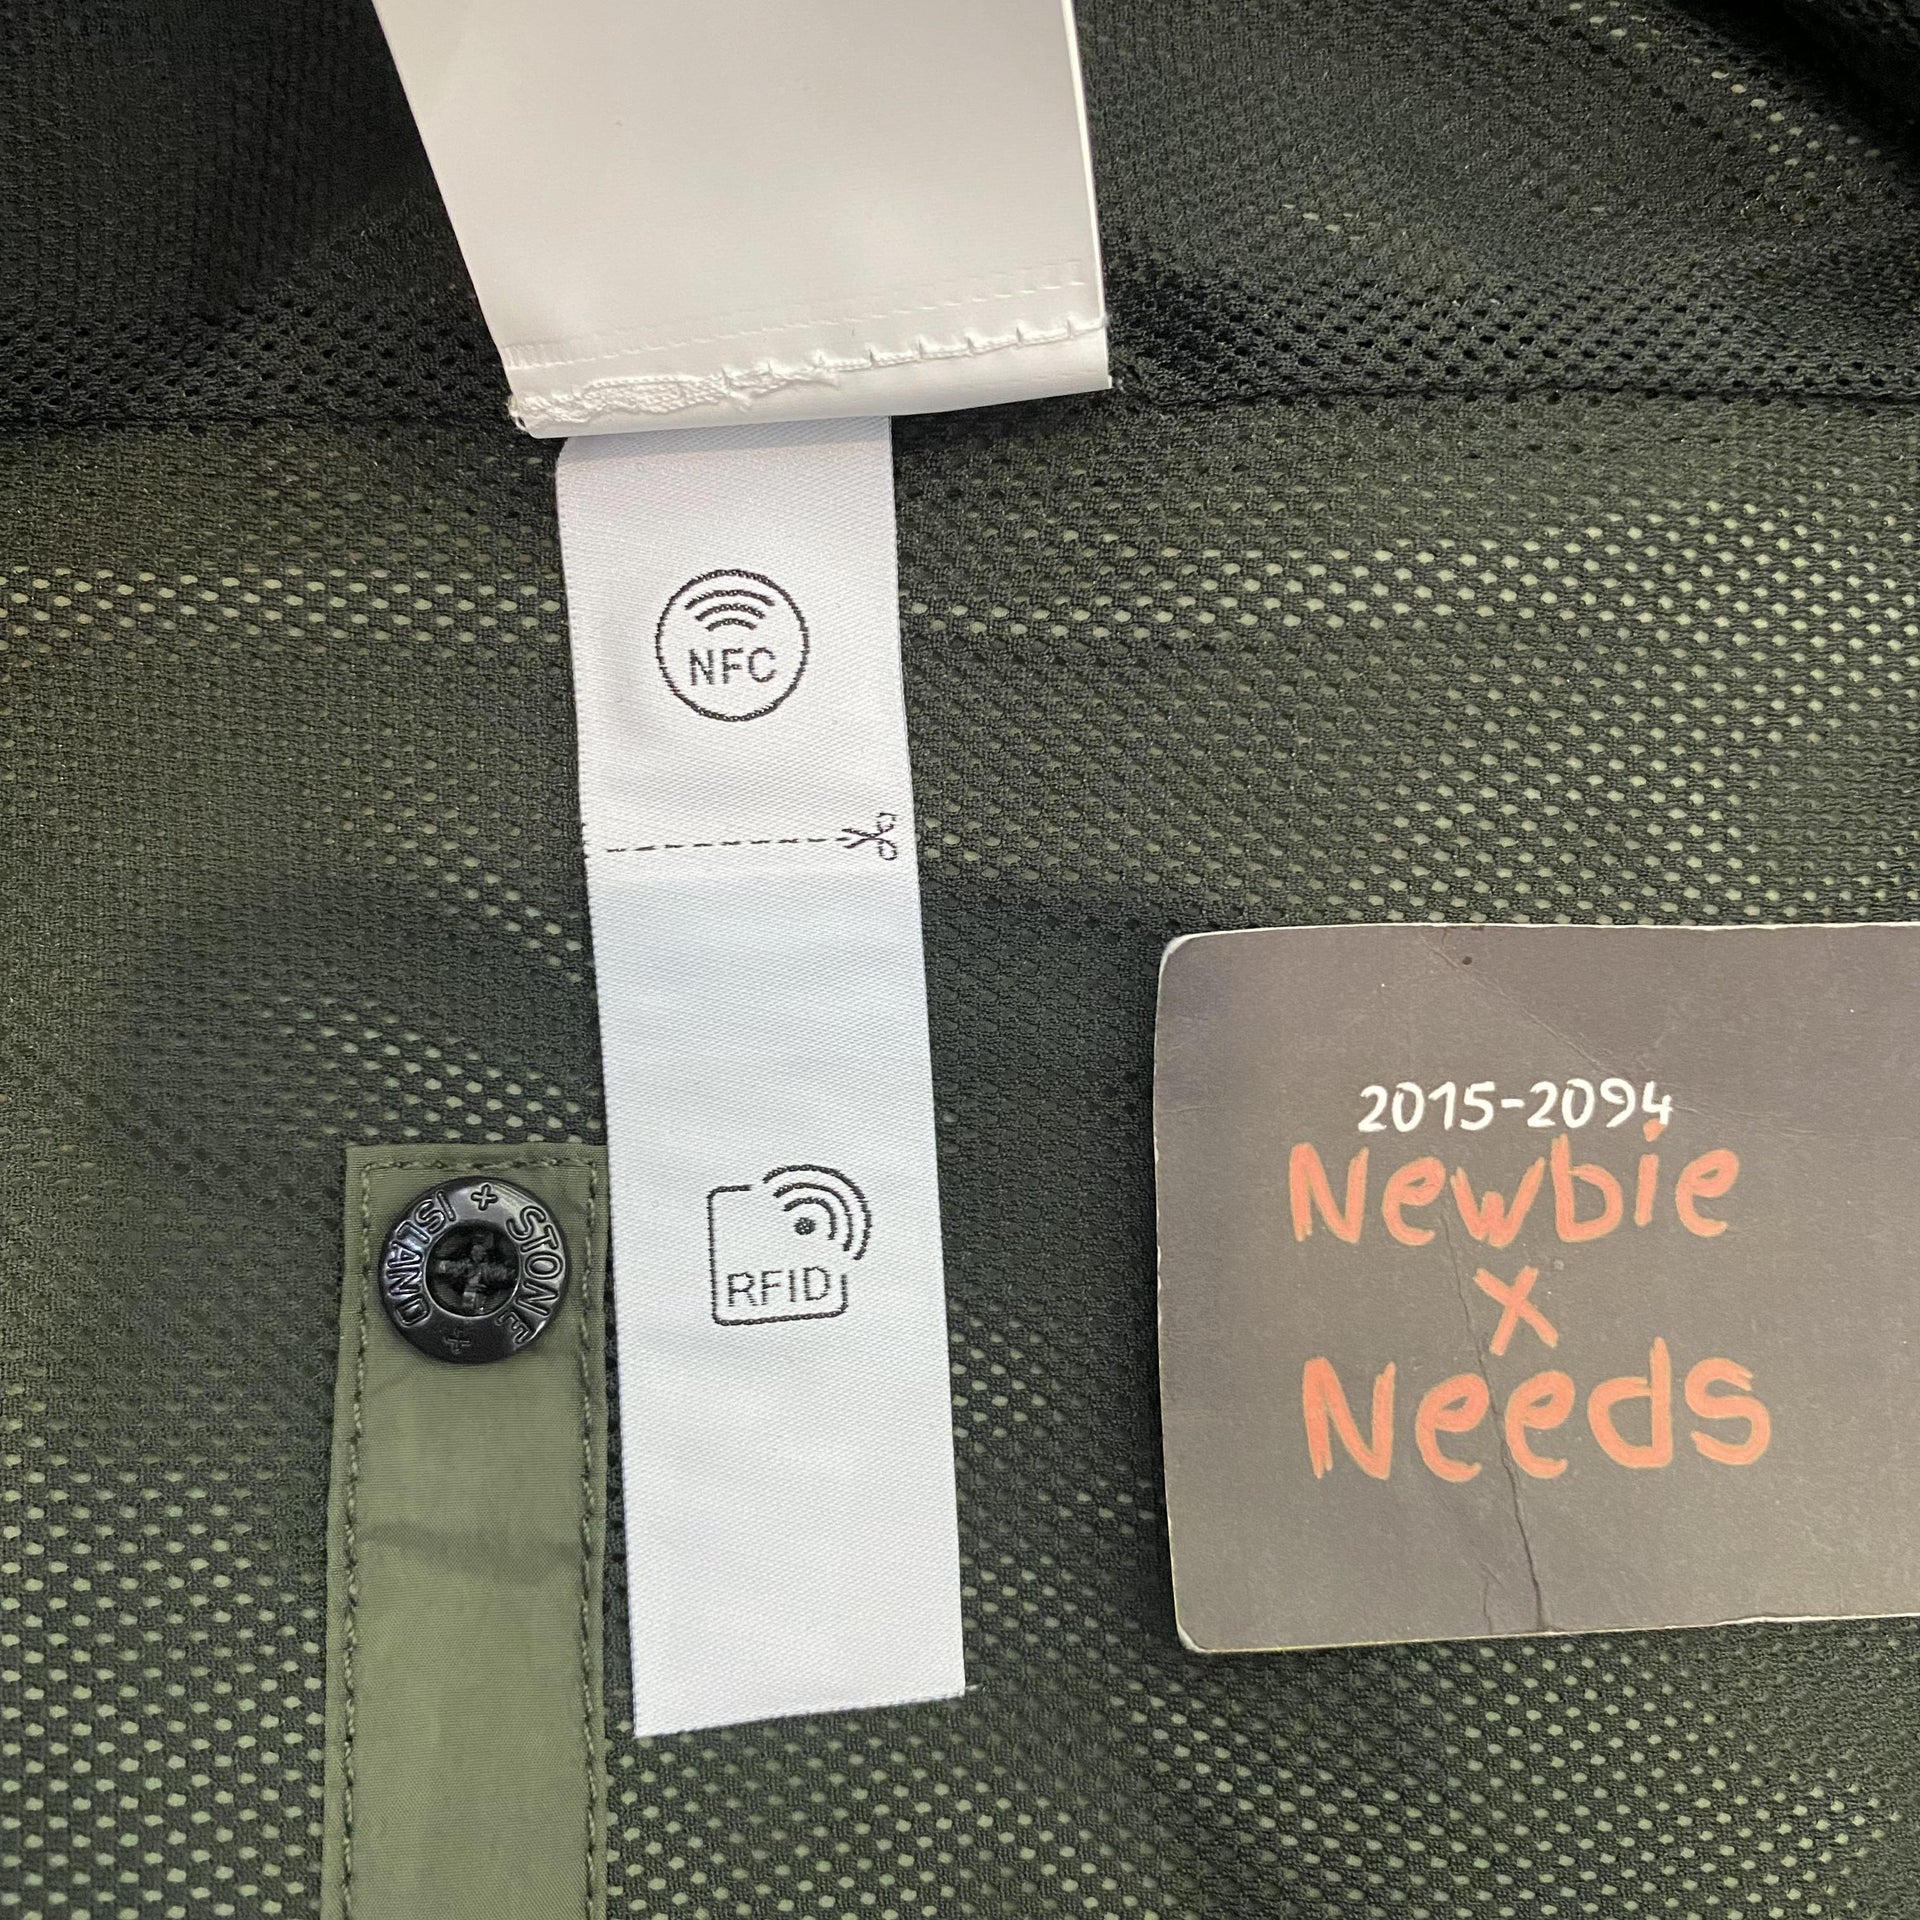 NFC
RFID
STONE
ISLAND
2015-2094
Newbie
x
Needs